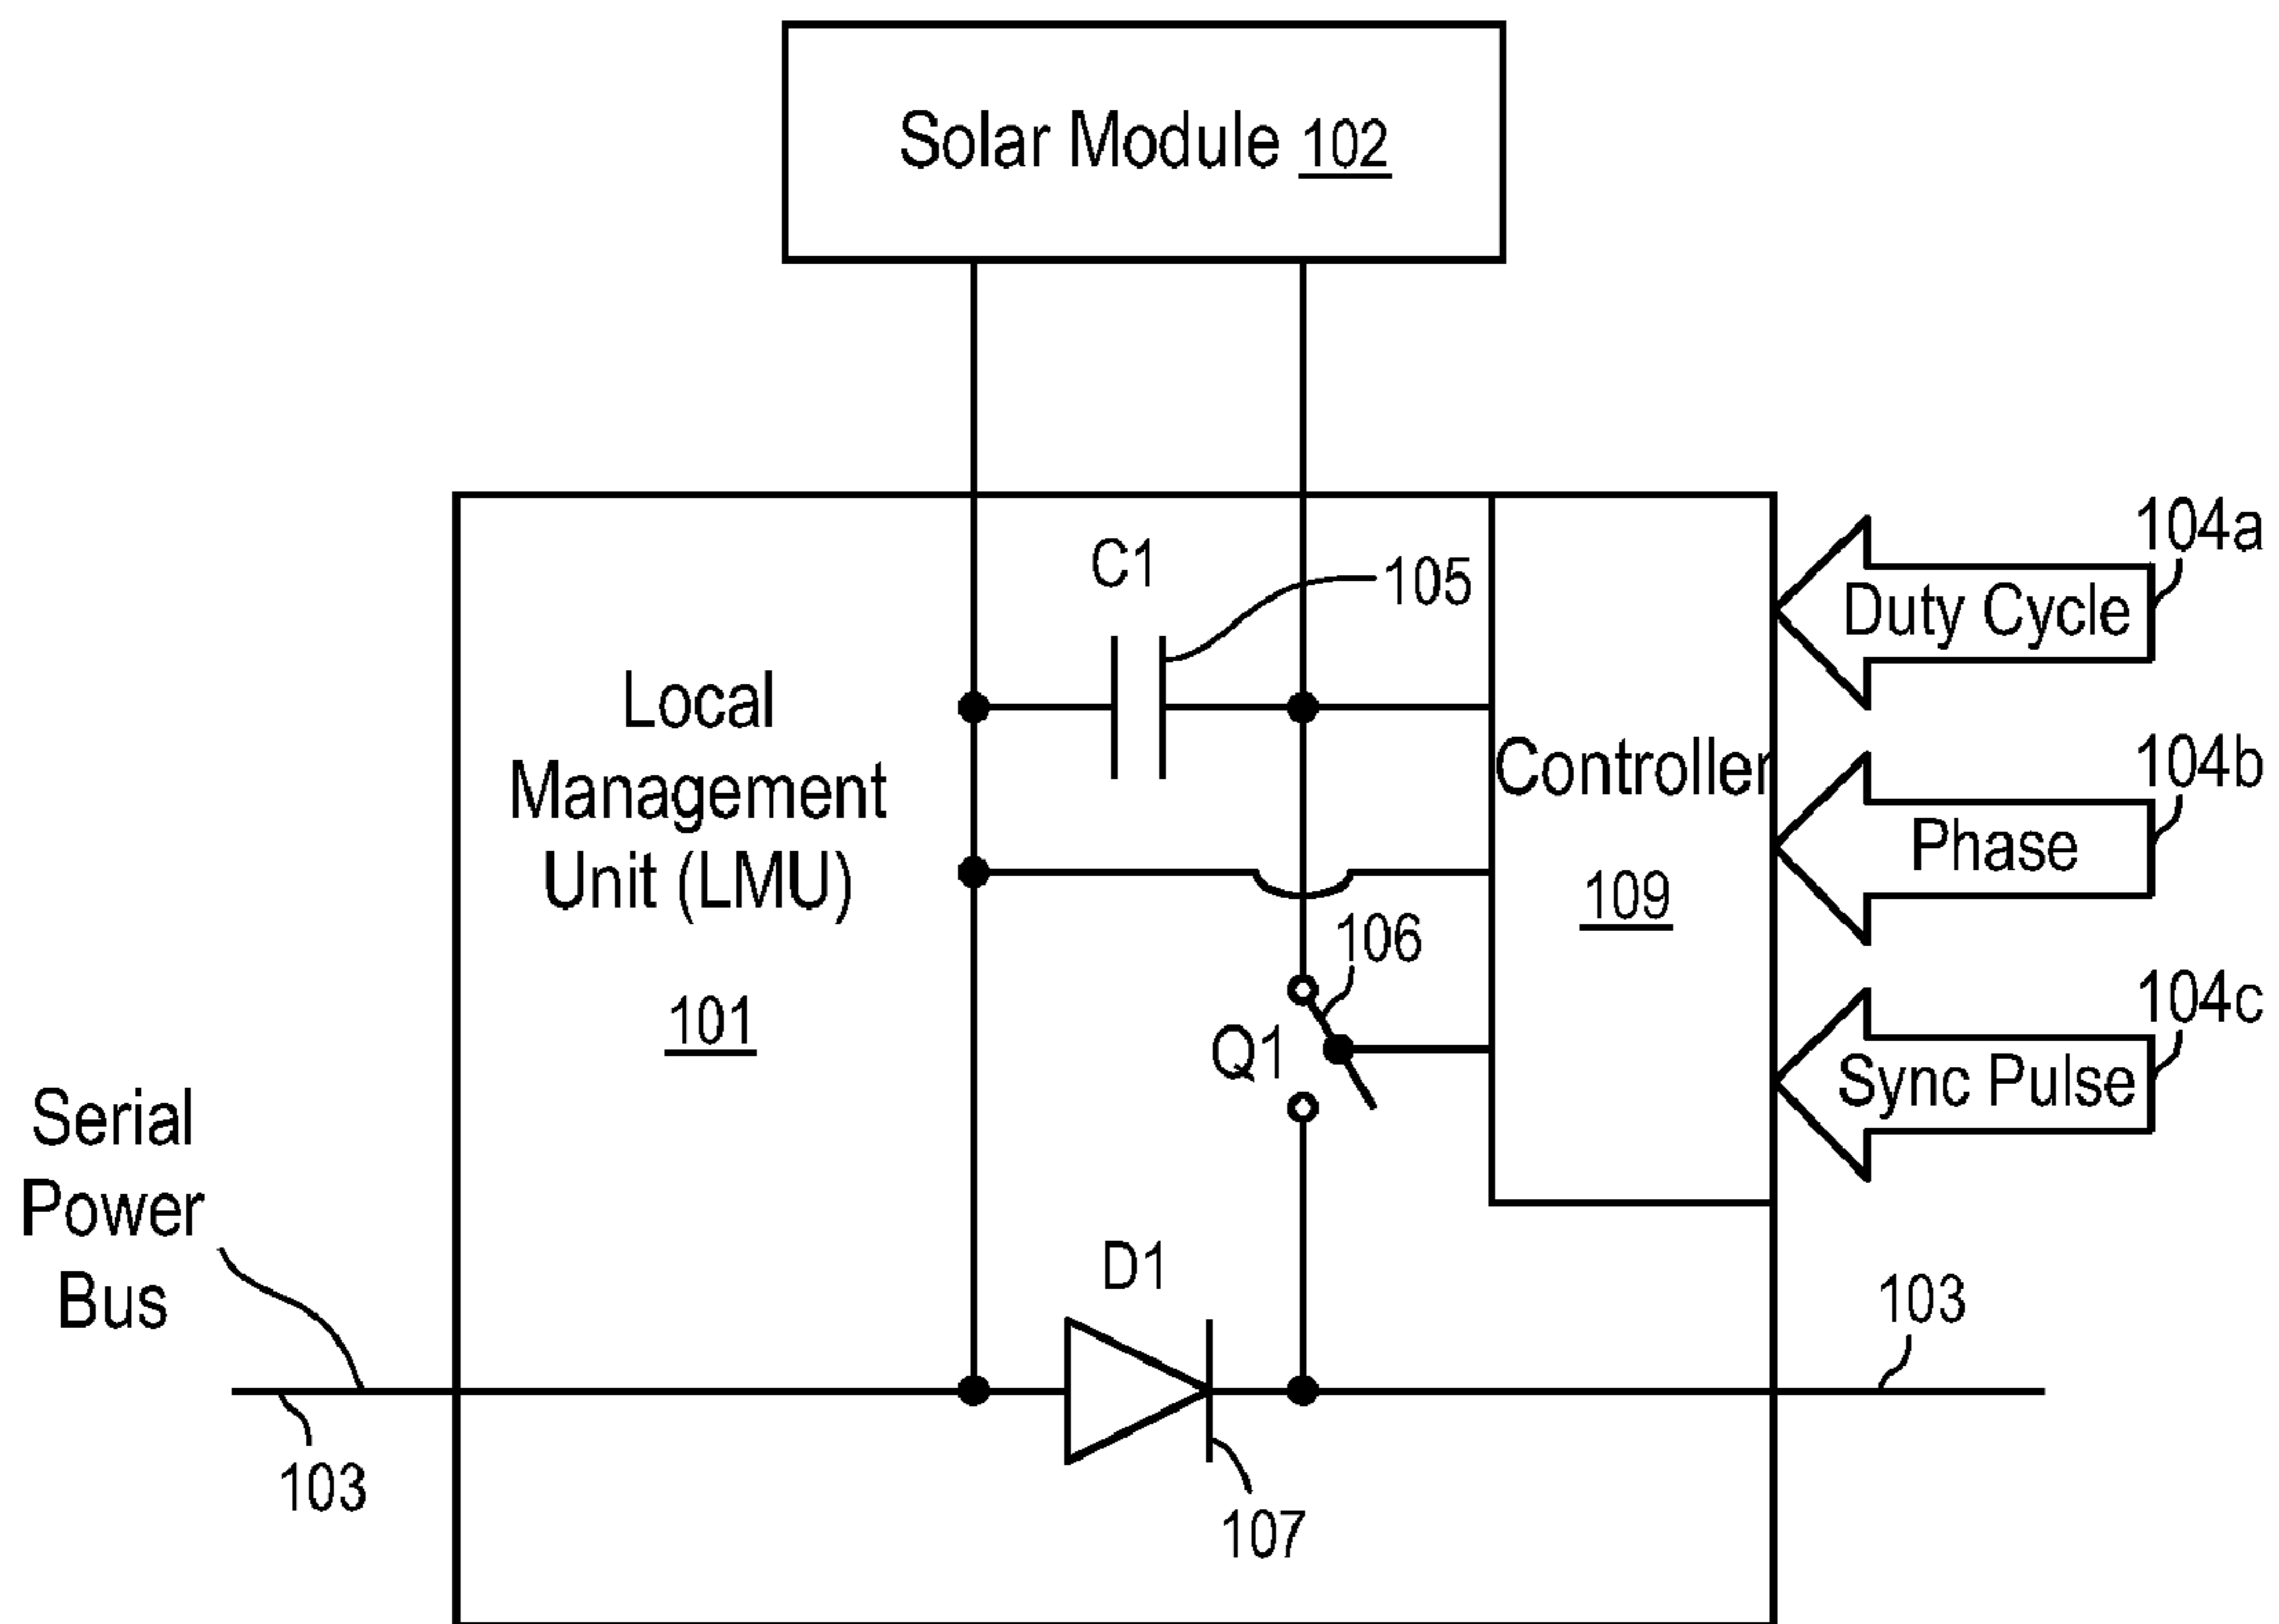 Solar Module 102
104a
Duty Cycle
C1
105
Local
Management
Unit (LMU)
101
Controller
109
104b
Phase
106
Q1
104c
Sync Pulse
Serial
Power
Bus
103
D1
107
103